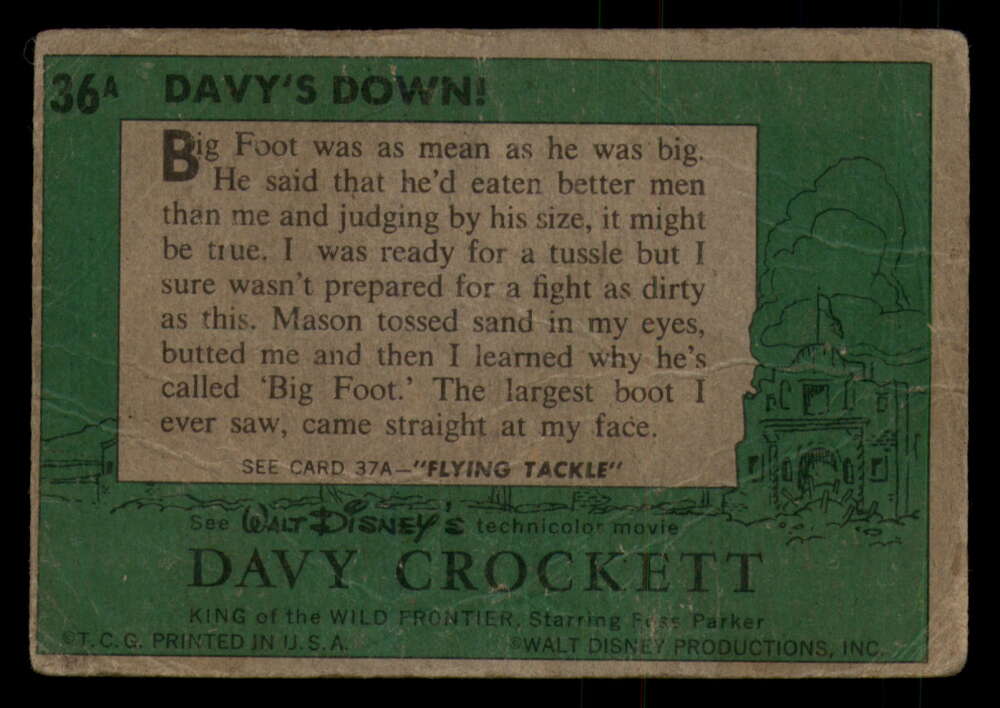 36A DAVY'S DOWN!
Big Foot was as mean as he was big.
He said that he'd eaten better men
than me and judging by his size, it might
be true. I was ready for a tussle but I
sure wasn't prepared for a fight as dirty
as this. Mason tossed sand in my eyes,
butted me and then I learned why he's
called 'Big Foot.' The largest boot I
ever saw, came straight at my face.
SEE CARD 37A—"FLYING TACKLE"
See WALT DISNEY'S technicolor movie
DAVY CROCKETT
KING of the WILD FRONTIER, Starring Fess Parker
©T.C.G. PRINTED IN U.S.A. ©WALT DISNEY PRODUCTIONS, INC.